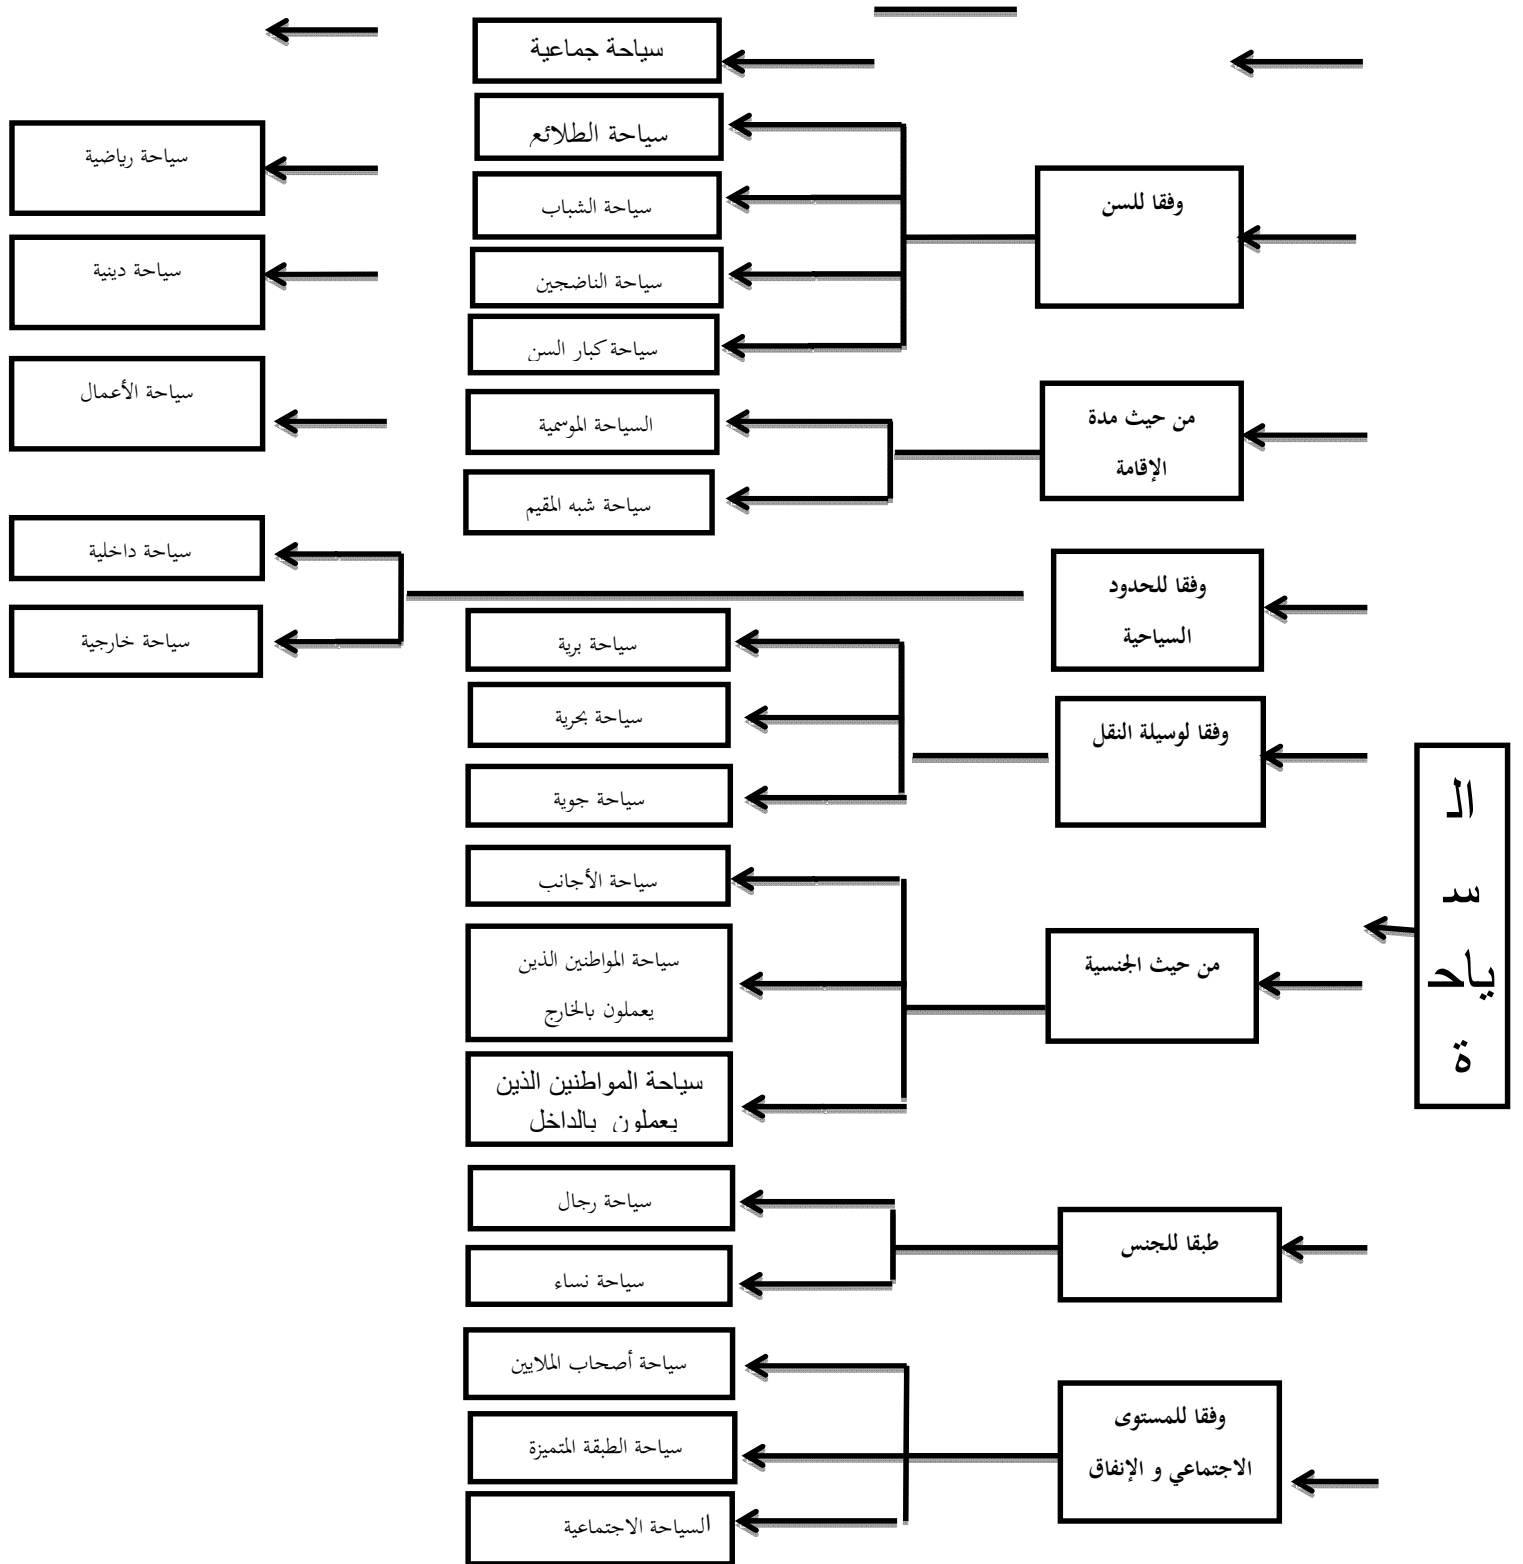 السياحة
سياحة جماعية
وفقا للسن
سياحة الطلائع
سياحة الشباب
سياحة الناضجين
سياحة كبار السن
من حيث مدة
الإقامة
السياحة الموسمية
سياحة شبه المقيم
وفقا للحدود
السياحية
سياحة داخلية
سياحة خارجية
وفقا لوسيلة النقل
سياحة برية
سياحة بحرية
سياحة جوية
من حيث الجنسية
سياحة الأجانب
سياحة المواطنين الذين
يعملون بالخارج
سياحة المواطنين الذين
يعملون بالداخل
طبقا للجنس
سياحة رجال
سياحة نساء
وفقا للمستوى
الاجتماعي و الإنفاق
سياحة أصحاب الملايين
سياحة الطبقة المتميزة
السياحة الاجتماعية
سياحة رياضية
سياحة دينية
سياحة الأعمال